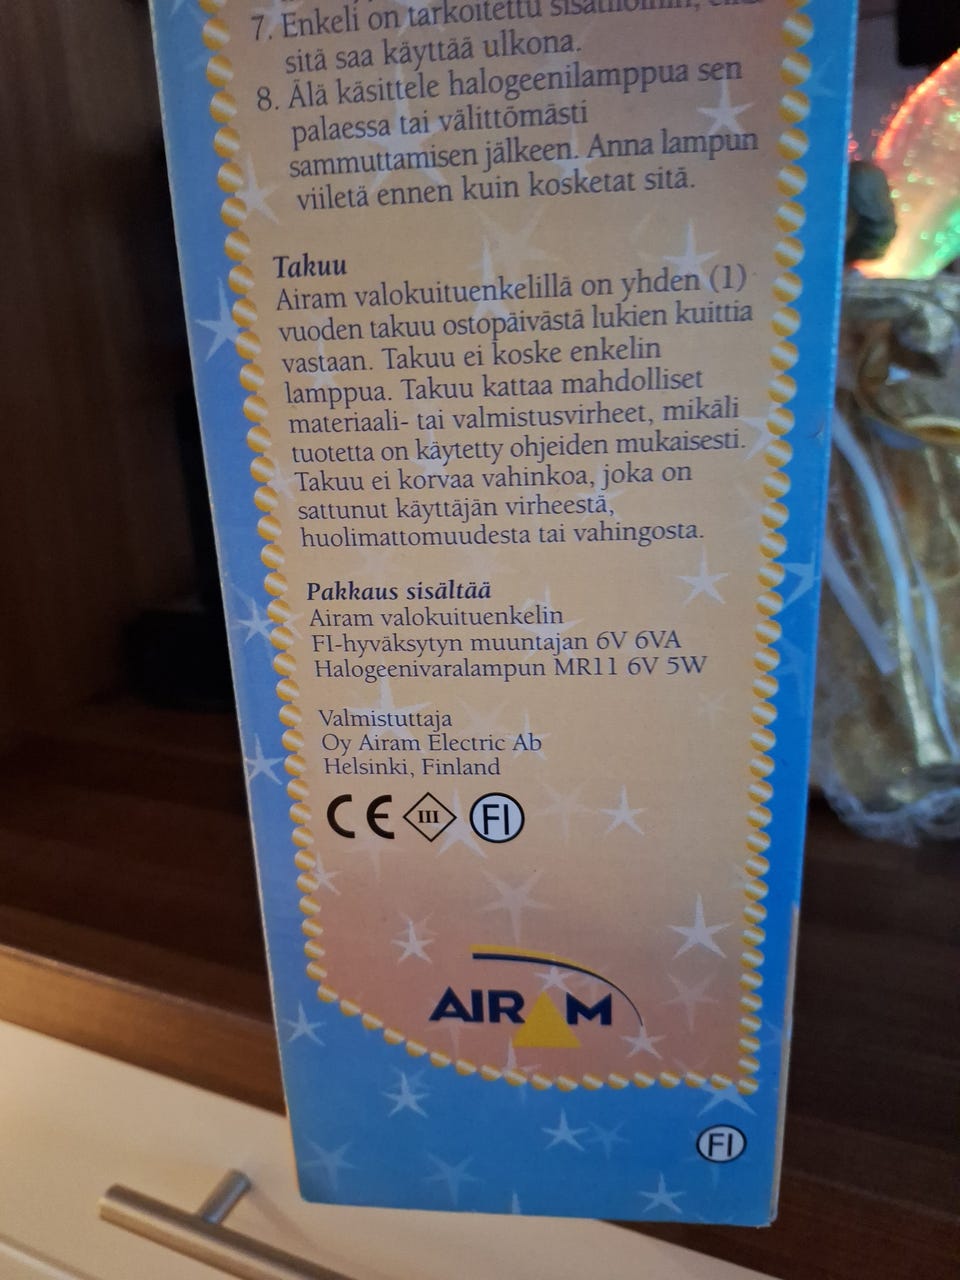 7. Enkeli on tarkoitettu sisätiloihin,
sitä saa käyttää ulkona.
8. Älä käsittele halogeenilamppua sen
palaessa tai välittömästi
sammuttamisen jälkeen. Anna lampun
viiletä ennen kuin kosketat sitä.
Takuu
Airam valokuituenkelillä on yhden (1)
vuoden takuu ostopäivästä lukien kuittia
vastaan. Takuu ei koske enkelin
lamppua. Takuu kattaa mahdolliset
materiaali- tai valmistusvirheet, mikäli
tuotetta on käytetty ohjeiden mukaisesti.
Takuu ei korvaa vahinkoa, joka on
sattunut käyttäjän virheestä,
huolimattomuudesta tai vahingosta.
Pakkaus sisältää
Airam valokuituenkelin
FI-hyväksytyn muuntajan 6V 6VA
Halogeenivaralampun MR11 6V 5W
Valmistuttaja
Oy Airam Electric Ab
Helsinki, Finland
CE III FI
AIRAM
FI